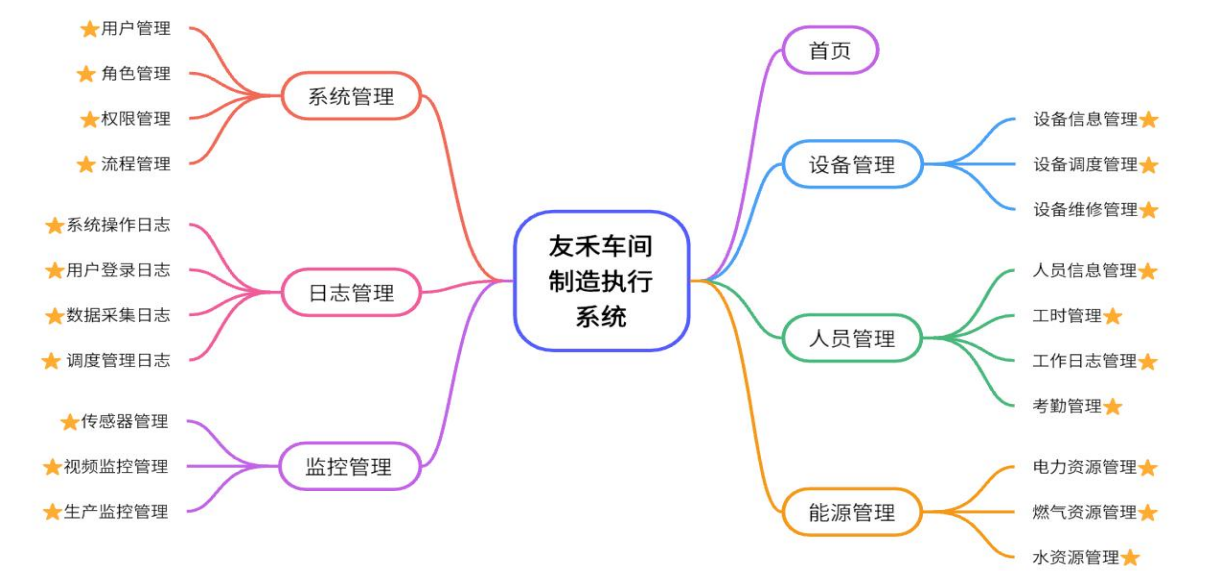 友禾车间
制造执行
系统
首页
设备管理
设备信息管理
设备调度管理
设备维修管理
人员管理
人员信息管理
工时管理
工作日志管理
考勤管理
能源管理
电力资源管理
燃气资源管理
水资源管理
系统管理
用户管理
角色管理
权限管理
流程管理
日志管理
系统操作日志
用户登录日志
数据采集日志
调度管理日志
监控管理
传感器管理
视频监控管理
生产监控管理